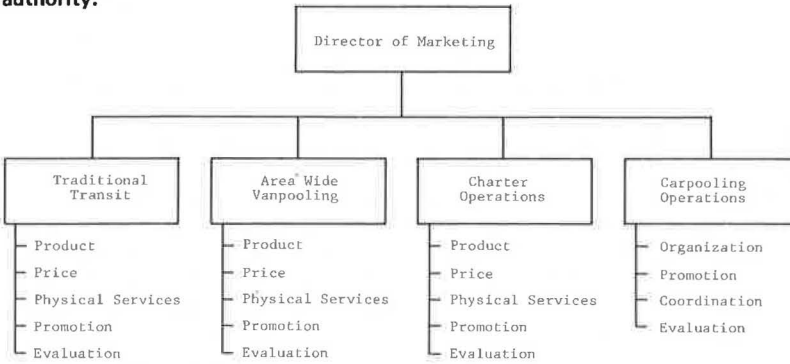 authority.
Director of Marketing
Traditional
Transit
Area Wide
Vanpooling
Charter
Operations
Carpooling
Operations
Product
Price
Physical Services
Promotion
Evaluation
Product
Price
Physical Services
Promotion
Evaluation
Product
Price
Physical Services
Promotion
Evaluation
Organization
Promotion
Coordination
Evaluation